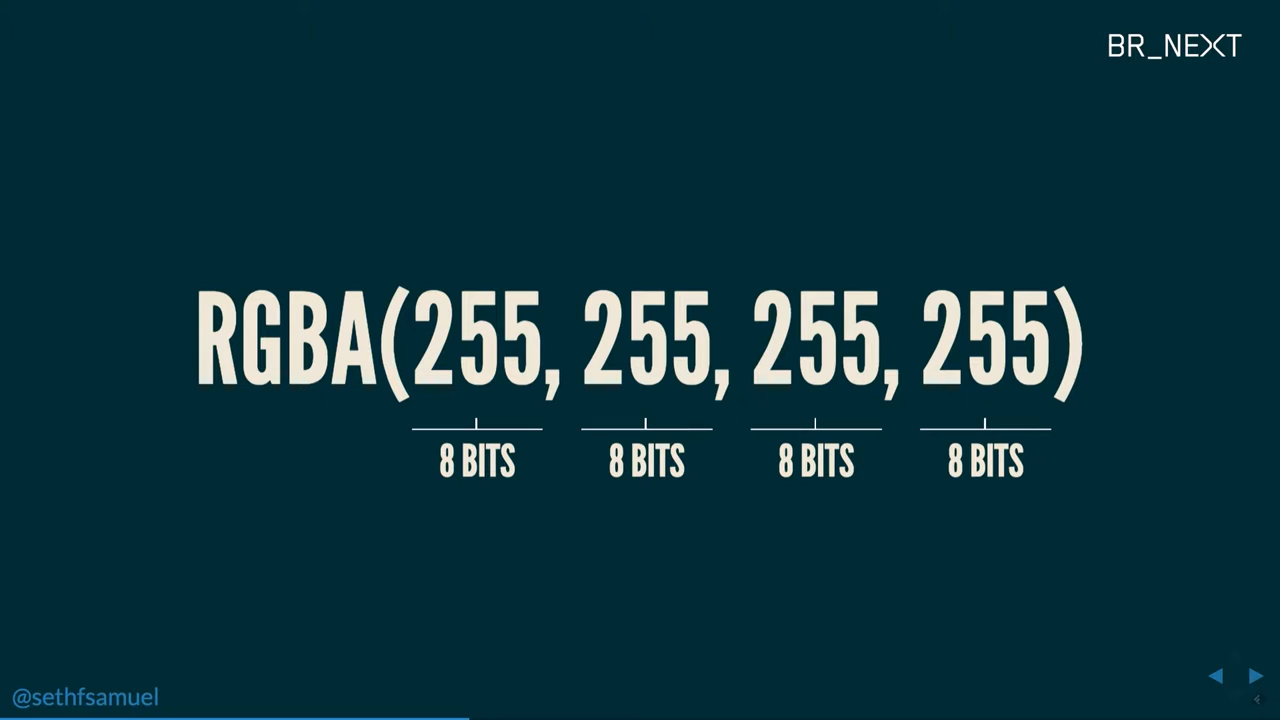 BR_NEXT
RGBA(255, 255, 255, 255)
8 BITS 8 BITS 8 BITS 8 BITS
@sethfsamuel